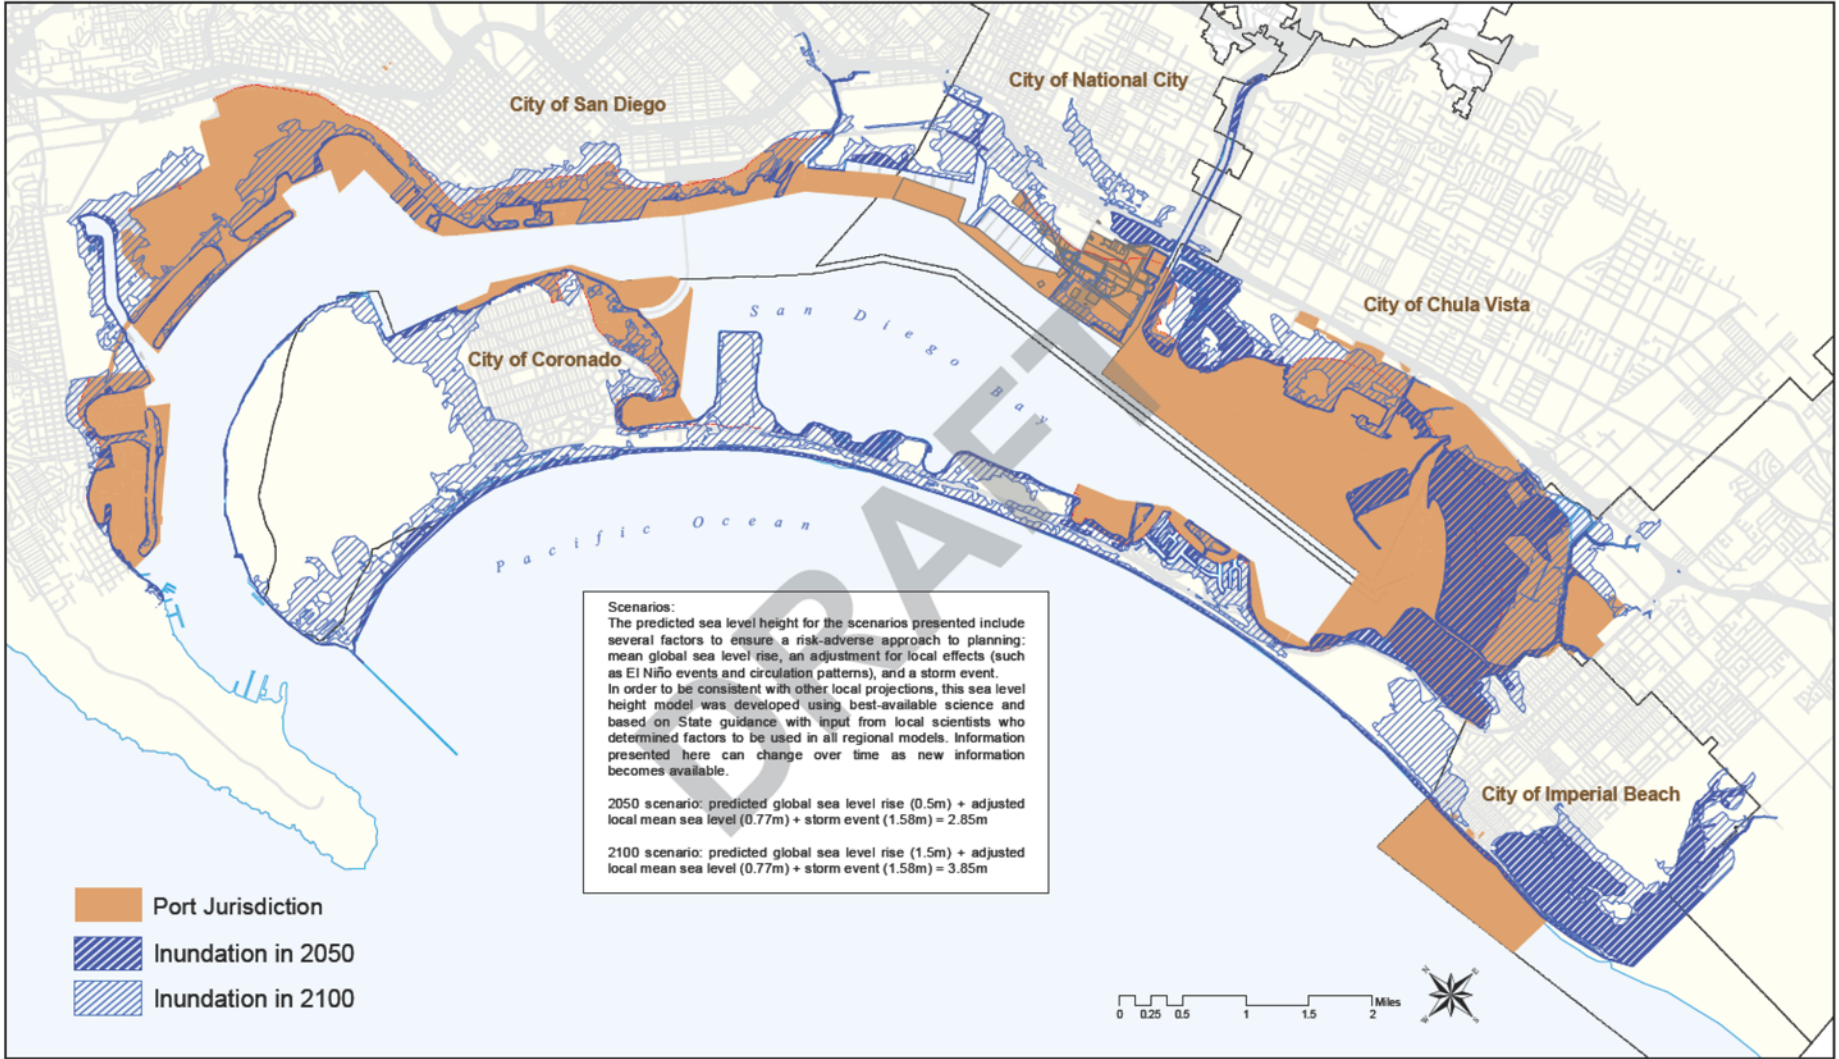 City of San Diego
City of National City
City of Chula Vista
San Diego Bay
City of Coronado
Pacific Ocean
DRAFT
Scenarios:
The predicted sea level height for the scenarios presented include
several factors to ensure a risk-adverse approach to planning:
mean global sea level rise, an adjustment for local effects (such
as El Niño events and circulation patterns), and a storm event.
In order to be consistent with other local projections, this sea level
height model was developed using best-available science and
based on State guidance with input from local scientists who
determined factors to be used in all regional models. Information
presented here can change over time as new information
becomes available.
2050 scenario: predicted global sea level rise (0.5m) + adjusted
local mean sea level (0.77m) + storm event (1.58m) = 2.85m
2100 scenario: predicted global sea level rise (1.5m) + adjusted
local mean sea level (0.77m) + storm event (1.58m) = 3.85m
City of Imperial Beach
Port Jurisdiction
Inundation in 2050
Inundation in 2100
Miles
0 0.25 0.5 1 1.5 2
N E
W S